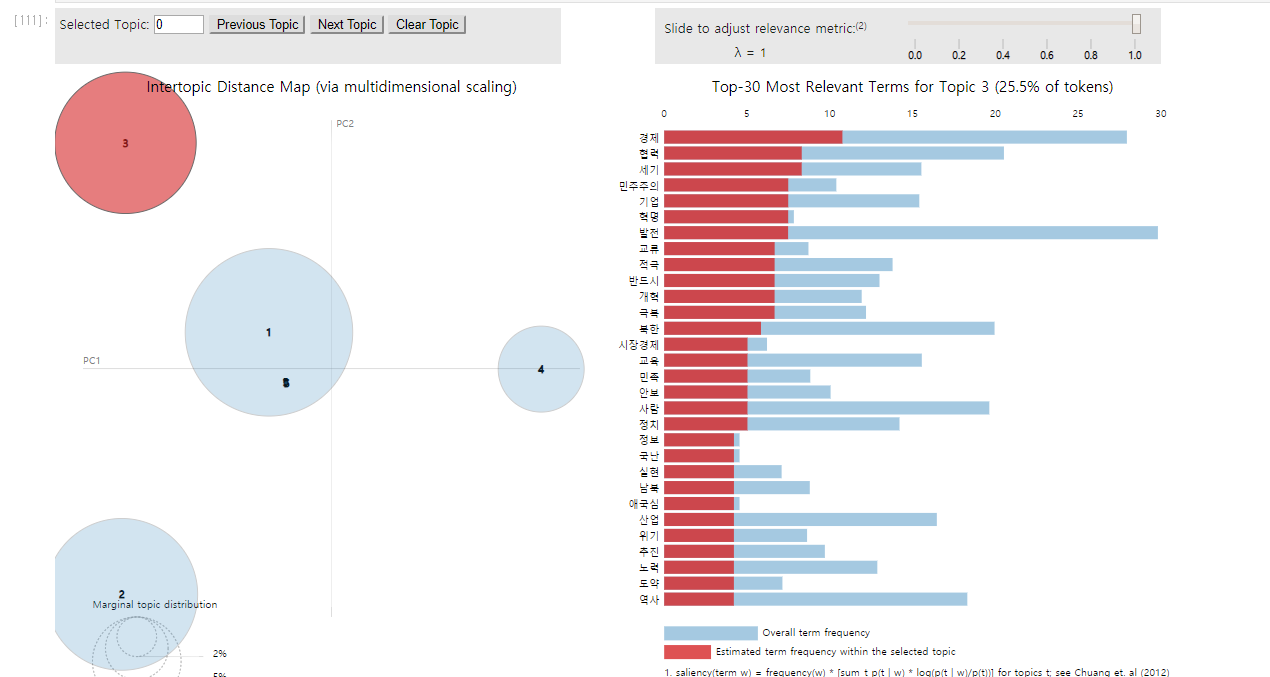 [111]:
Selected Topic: 0 Previous Topic Next Topic Clear Topic
Slide to adjust relevance metric:(2)
λ = 1
0.0 0.2 0.4 0.6 0.8 1.0
Intertopic Distance Map (via multidimensional scaling)
PC2
PC1
3
1
4
2
Marginal topic distribution
2%
5%
Top-30 Most Relevant Terms for Topic 3 (25.5% of tokens)
0 5 10 15 20 25 30
경제
협력
세기
민주주의
기업
혁명
발전
교류
적극
반드시
개혁
극복
북한
시장경제
교육
민족
안보
사람
정치
정보
국난
실현
남북
애국심
산업
위기
추진
노력
도약
역사
Overall term frequency
Estimated term frequency within the selected topic
1. saliency(term w) = frequency(w) * [sum_t p(t | w) * log(p(t | w)/p(t))] for topics t; see Chuang et. al (2012)